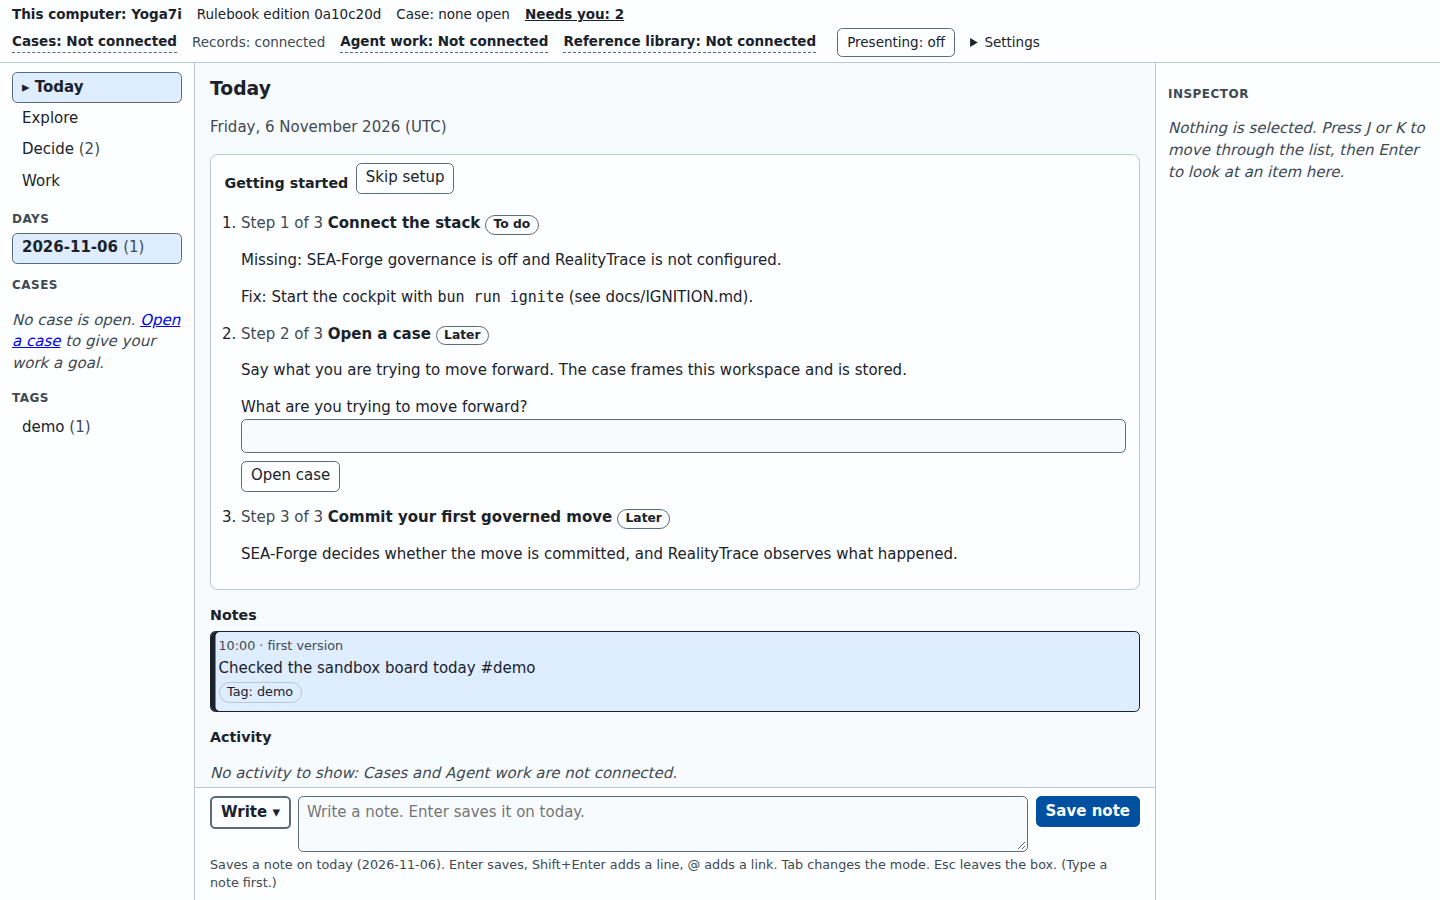 This computer: Yoga7i Rulebook edition 0a10c20d Case: none open Needs you: 2
Cases: Not connected Records: connected Agent work: Not connected Reference library: Not connected Presenting: off ▶ Settings
▸ Today
Explore
Decide (2)
Work
DAYS
2026-11-06 (1)
CASES
No case is open. Open
a case to give your
work a goal.
TAGS
demo (1)
Today
Friday, 6 November 2026 (UTC)
Getting started Skip setup
1. Step 1 of 3 Connect the stack To do
Missing: SEA-Forge governance is off and RealityTrace is not configured.
Fix: Start the cockpit with bun run ignite (see docs/IGNITION.md).
2. Step 2 of 3 Open a case Later
Say what you are trying to move forward. The case frames this workspace and is stored.
What are you trying to move forward?
Open case
3. Step 3 of 3 Commit your first governed move Later
SEA-Forge decides whether the move is committed, and RealityTrace observes what happened.
Notes
10:00 · first version
Checked the sandbox board today #demo
Tag: demo
Activity
No activity to show: Cases and Agent work are not connected.
Write ▾ Write a note. Enter saves it on today. Save note
Saves a note on today (2026-11-06). Enter saves, Shift+Enter adds a line, @ adds a link. Tab changes the mode. Esc leaves the box. (Type a
note first.)
INSPECTOR
Nothing is selected. Press J or K to
move through the list, then Enter
to look at an item here.